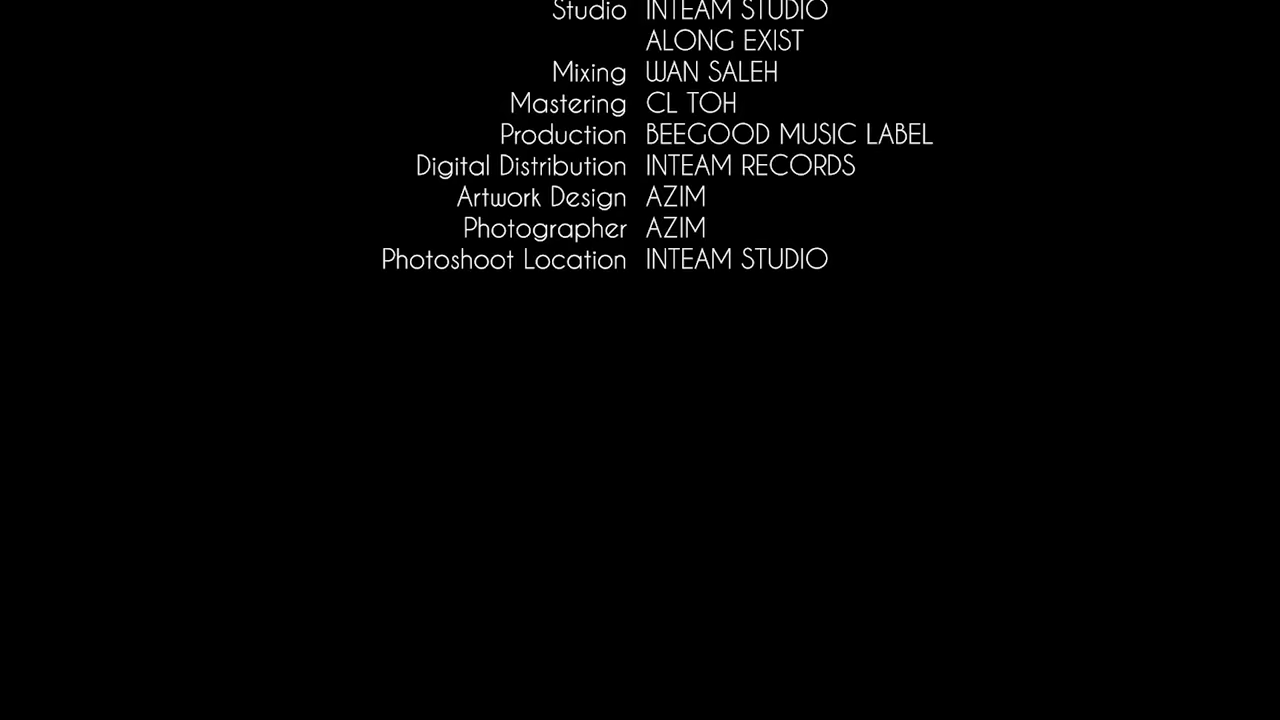 Studio INTEAM STUDIO
ALONG EXIST
Mixing WAN SALEH
Mastering CL TOH
Production BEEGOOD MUSIC LABEL
Digital Distribution INTEAM RECORDS
Artwork Design AZIM
Photographer AZIM
Photoshoot Location INTEAM STUDIO